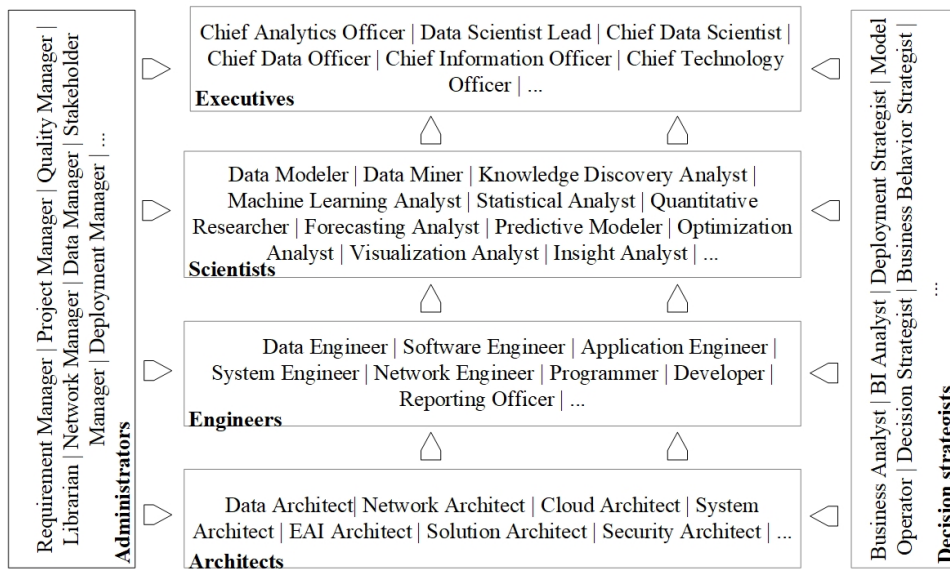 Requirement Manager | Project Manager | Quality Manager |
Librarian | Network Manager | Data Manager | Stakeholder
Manager | Deployment Manager | ...
Administrators
Chief Analytics Officer | Data Scientist Lead | Chief Data Scientist |
Chief Data Officer | Chief Information Officer | Chief Technology
Officer | ...
Executives
Data Modeler | Data Miner | Knowledge Discovery Analyst |
Machine Learning Analyst | Statistical Analyst | Quantitative
Researcher | Forecasting Analyst | Predictive Modeler | Optimization
Analyst | Visualization Analyst | Insight Analyst | ...
Scientists
Data Engineer | Software Engineer | Application Engineer |
System Engineer | Network Engineer | Programmer | Developer |
Reporting Officer | ...
Engineers
Data Architect| Network Architect | Cloud Architect | System
Architect | EAI Architect | Solution Architect | Security Architect | ...
Architects
Business Analyst | BI Analyst | Deployment Strategist | Model
Operator | Decision Strategist | Business Behavior Strategist |
...
Decision strategists